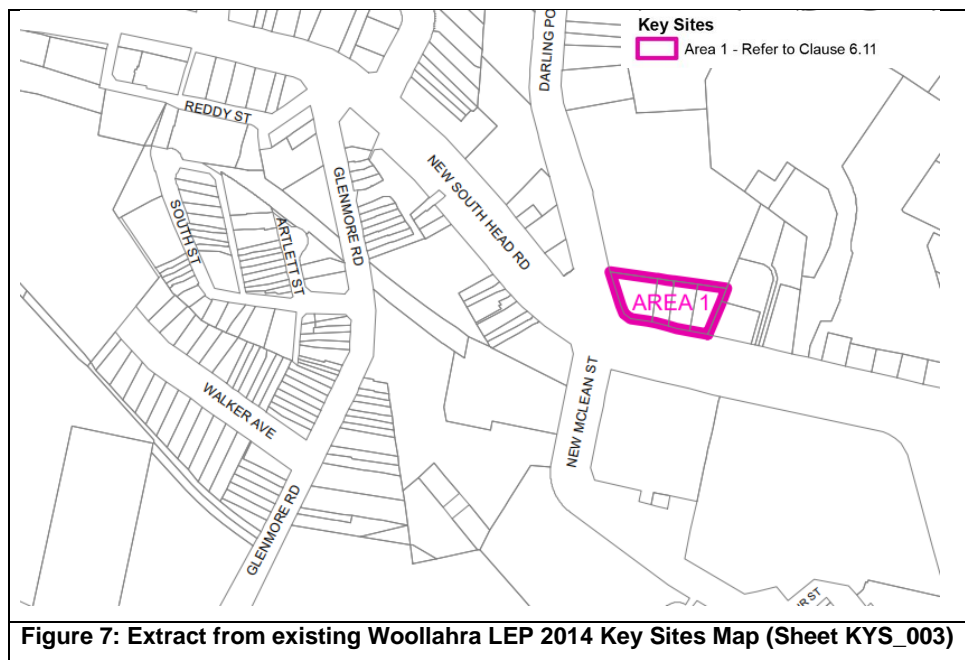 Key Sites
Area 1 - Refer to Clause 6.11
DARLING PO
REDDY ST
GLENMORE RD
NEW SOUTH HEAD RD
SOUTH ST
ARTLETT ST
AREA 1
WALKER AVE
NEW MCLEAN ST
GLENMORE RD
UR ST
Figure 7: Extract from existing Woollahra LEP 2014 Key Sites Map (Sheet KYS_003)